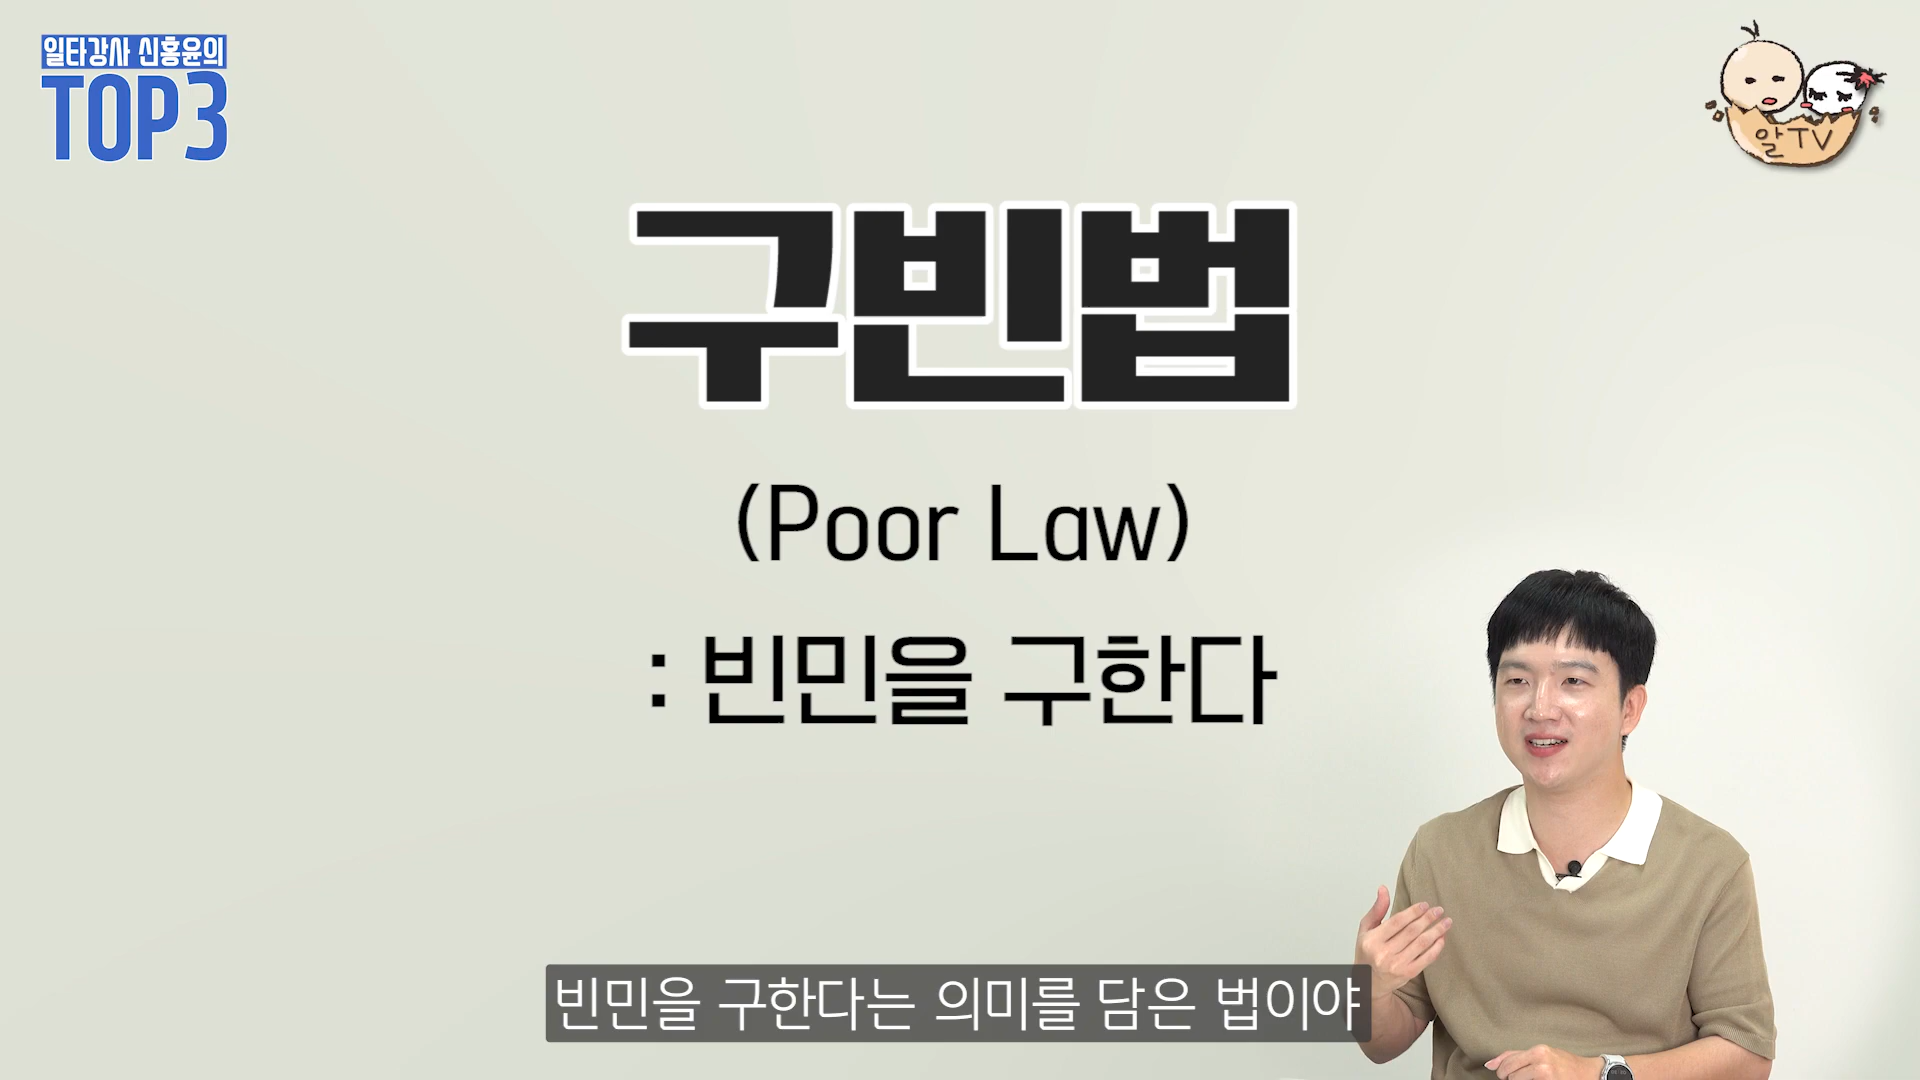 일타강사 신홍윤의
TOP3
알TV
구빈법
(Poor Law)
: 빈민을 구한다
빈민을 구한다는 의미를 담은 법이야